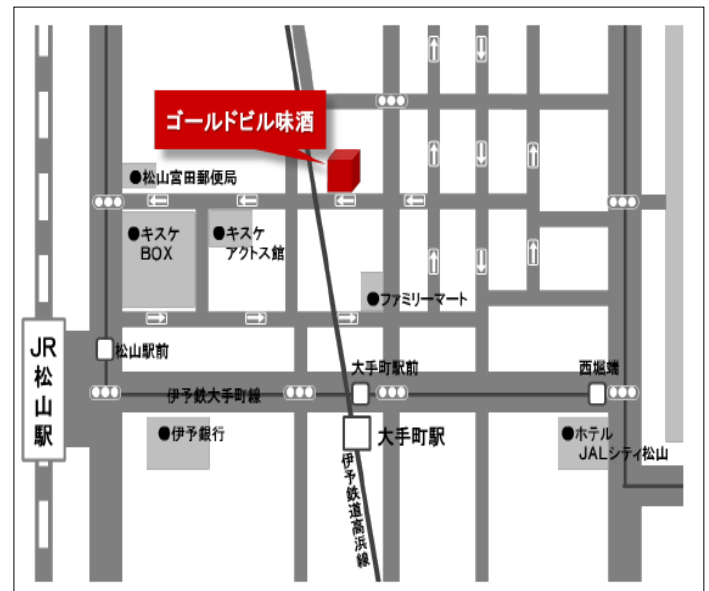 ゴールドビル味酒
●松山宮田郵便局
●キスケ
BOX
●キスケ
アクトス館
●ファミリーマート
JR松山駅
松山駅前
大手町駅前
西堀端
伊予鉄大手町線
●伊予銀行
大手町駅
●ホテル
JALシティ松山
伊予鉄道高浜線